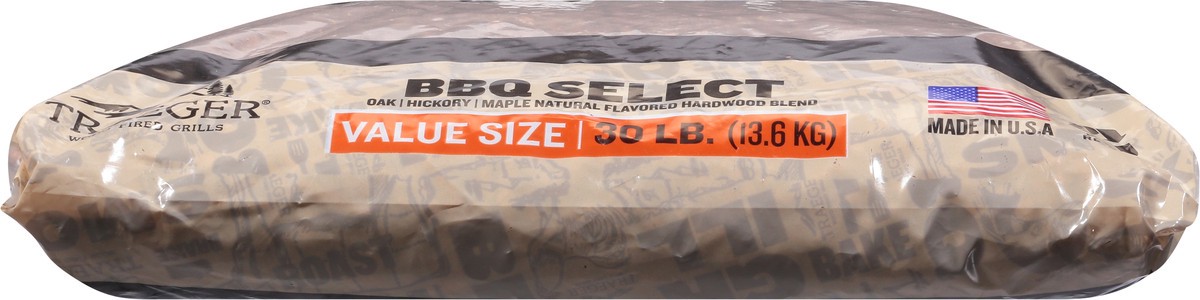 BBQ SELECT
OAK | HICKORY | MAPLE NATURAL FLAVORED HARDWOOD BLEND
VALUE SIZE | 30 LB. (13.6 KG)
TRAEGER®
FIRED GRILLS
MADE IN U.S.A